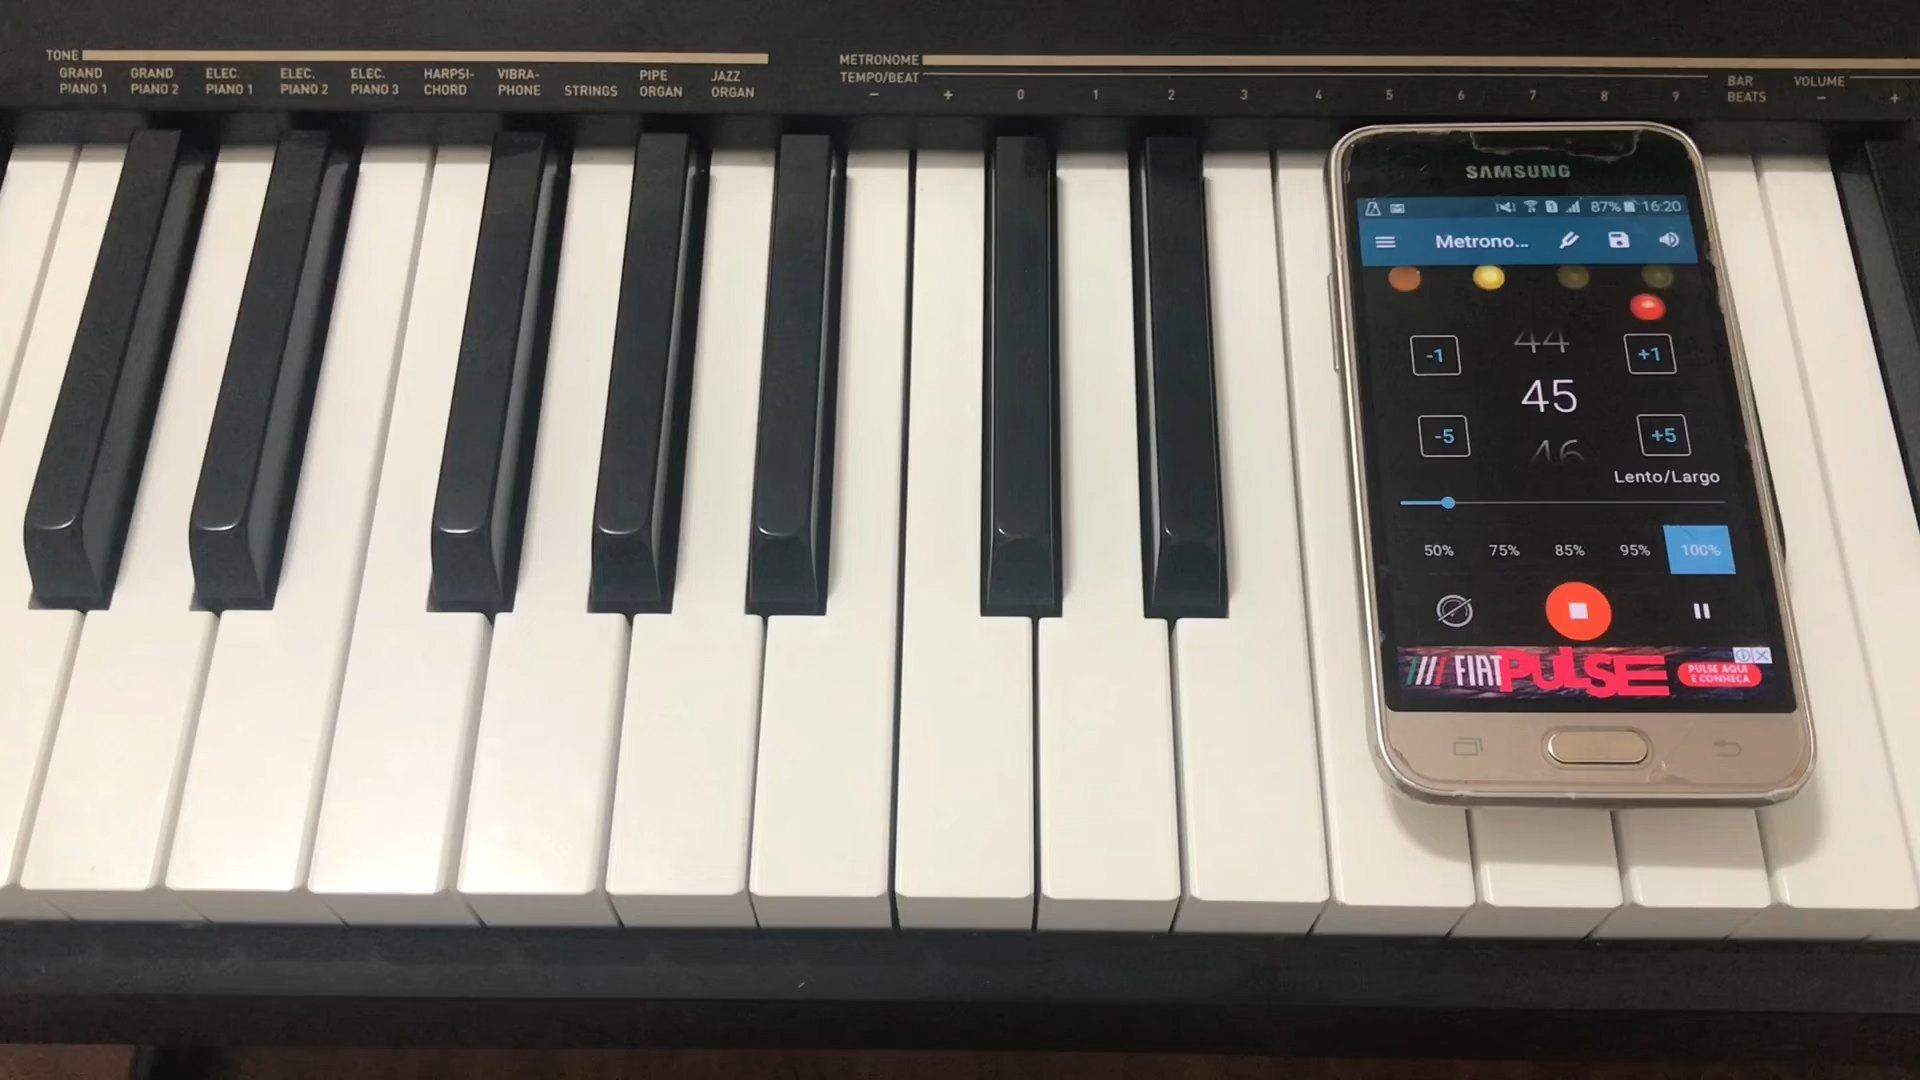 TONE
GRAND PIANO 1
GRAND PIANO 2
ELEC. PIANO 1
ELEC. PIANO 2
ELEC. PIANO 3
HARPSI-CHORD
VIBRA-PHONE
STRINGS
PIPE ORGAN
JAZZ ORGAN
METRONOME
TEMPO/BEAT
− + 0 1 2 3 4 5 6 7 8 9
BAR BEATS
VOLUME
− +
SAMSUNG
87% 16:20
Metrono...
44
-1 +1
45
-5 +5
46
Lento/Largo
50% 75% 85% 95% 100%
FIAT PULSE
PULSE AQUI
E CONHEÇA